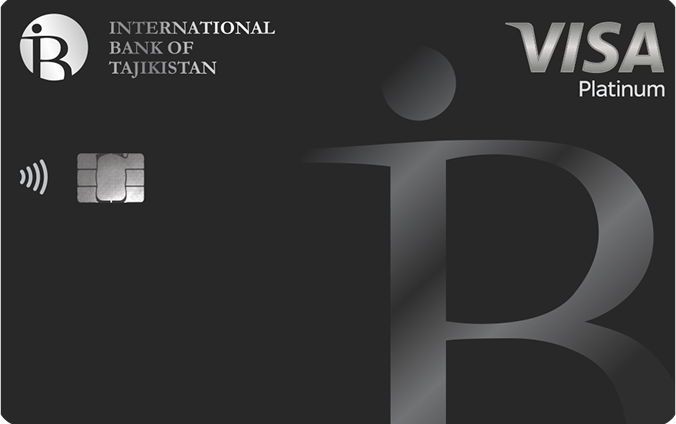 INTERNATIONAL
BANK OF
TAJIKISTAN
VISA
Platinum